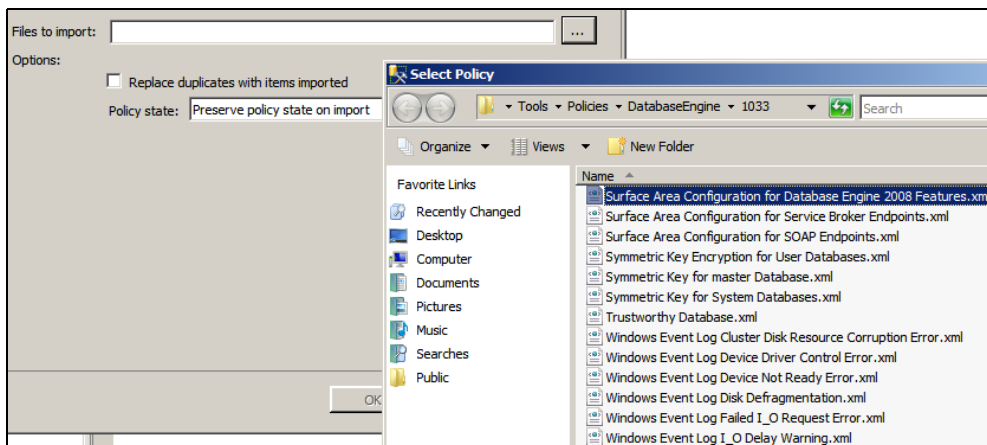 Files to import:
...
Options:
Replace duplicates with items imported
Policy state: Preserve policy state on import
OK
Select Policy
Tools Policies DatabaseEngine 1033
Search
Organize Views New Folder
Favorite Links
Recently Changed
Desktop
Computer
Documents
Pictures
Music
Searches
Public
Name
Surface Area Configuration for Database Engine 2008 Features.xm
Surface Area Configuration for Service Broker Endpoints.xml
Surface Area Configuration for SOAP Endpoints.xml
Symmetric Key Encryption for User Databases.xml
Symmetric Key for master Database.xml
Symmetric Key for System Databases.xml
Trustworthy Database.xml
Windows Event Log Cluster Disk Resource Corruption Error.xml
Windows Event Log Device Driver Control Error.xml
Windows Event Log Device Not Ready Error.xml
Windows Event Log Disk Defragmentation.xml
Windows Event Log Failed I_O Request Error.xml
Windows Event Log I_O Delay Warning.xml